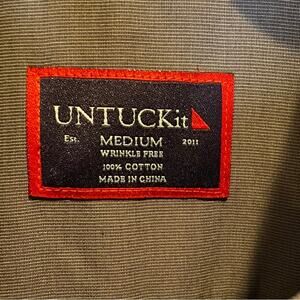 UNTUCKit
Est. MEDIUM 2011
WRINKLE FREE
100% COTTON
MADE IN CHINA